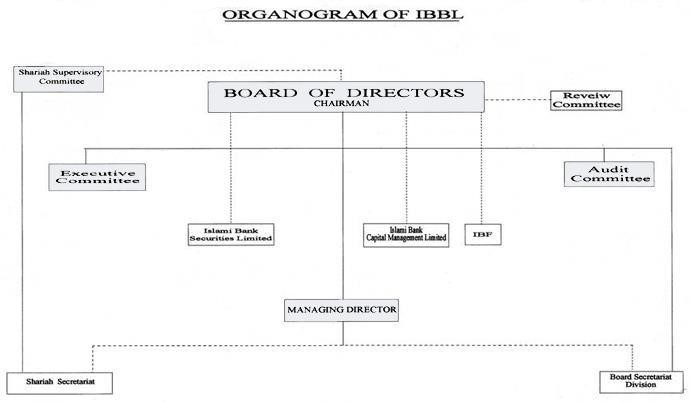 ORGANOGRAM OF IBBL
Shariah Supervisory
Committee
BOARD OF DIRECTORS
CHAIRMAN
Reveiw
Committee
Executive
Committee
Audit
Committee
Islami Bank
Securities Limited
Islami Bank
Capital Management Limited
IBF
MANAGING DIRECTOR
Shariah Secretariat
Board Secretariat
Division